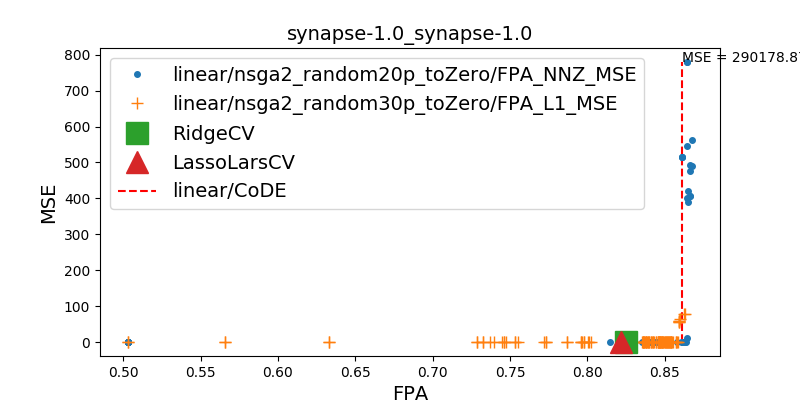 synapse-1.0_synapse-1.0
MSE = 290178.87
linear/nsga2_random20p_toZero/FPA_NNZ_MSE
linear/nsga2_random30p_toZero/FPA_L1_MSE
RidgeCV
LassoLarsCV
linear/CoDE
MSE
800
700
600
500
400
300
200
100
0
0.50 0.55 0.60 0.65 0.70 0.75 0.80 0.85
FPA